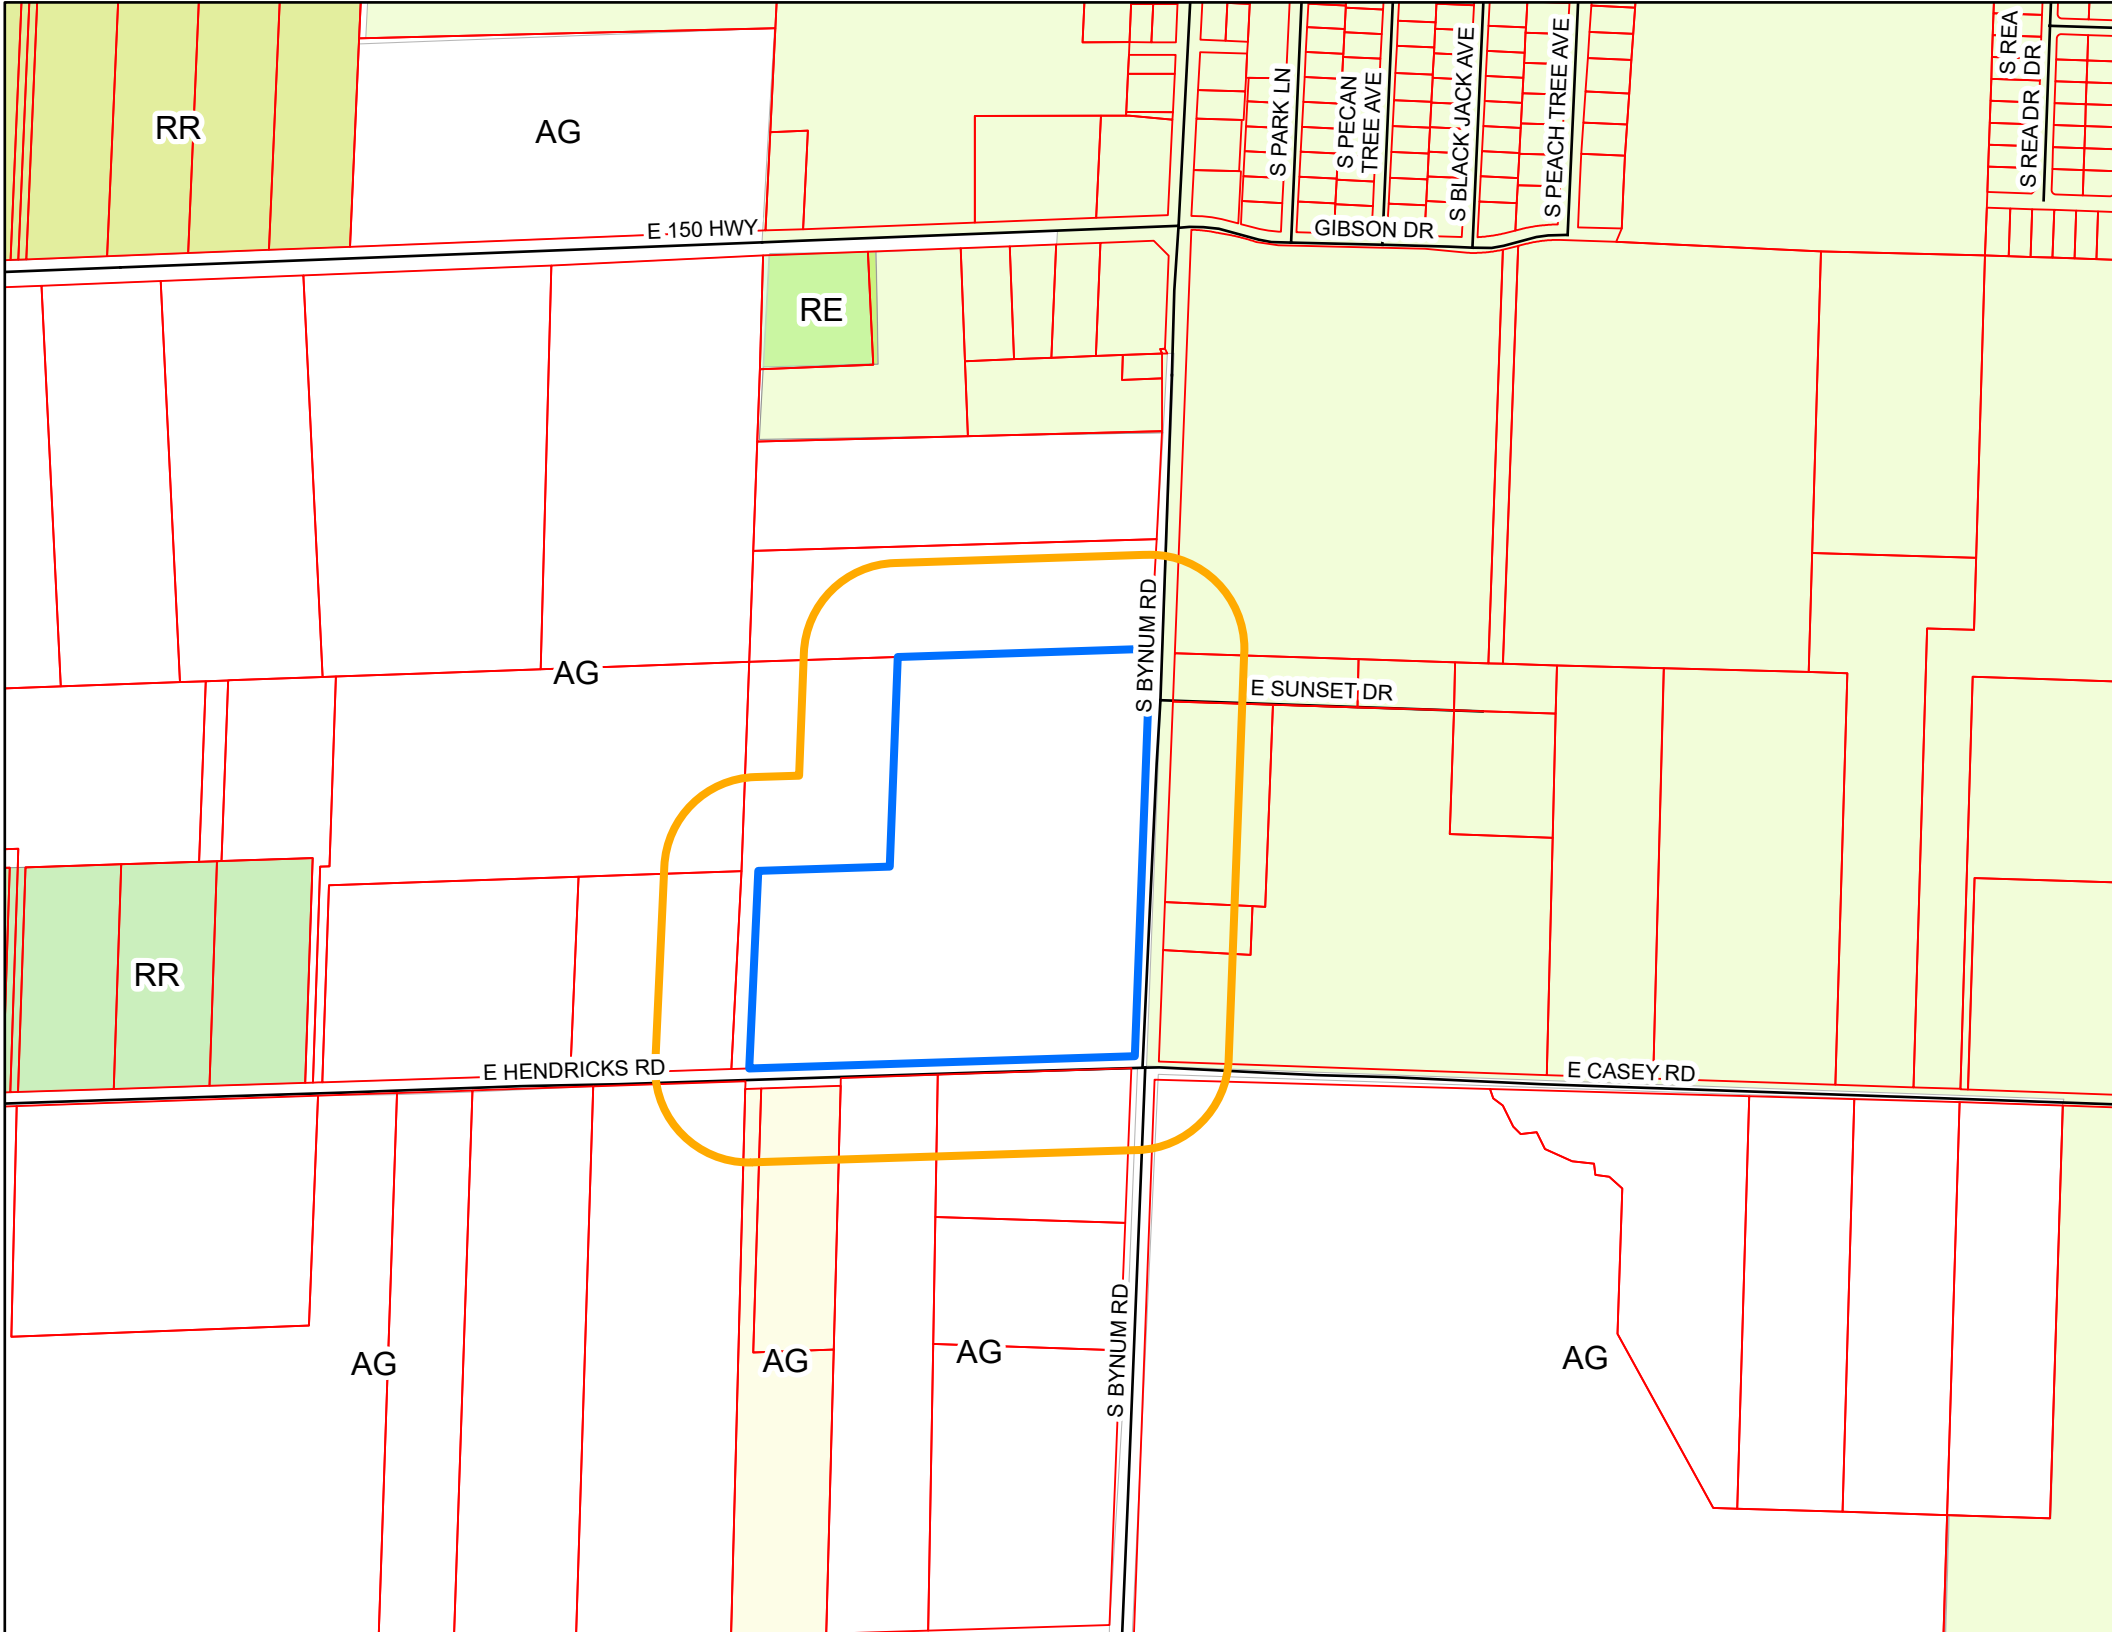 S PARK LN
S PECAN
TREE AVE
S BLACK JACK AVE
S PEACH TREE AVE
S REA
S REA DR
DR
RR
AG
E 150 HWY
GIBSON DR
RE
S BYNUM RD
AG
E SUNSET DR
RR
E HENDRICKS RD
E CASEY RD
S BYNUM RD
AG
AG
AG
AG